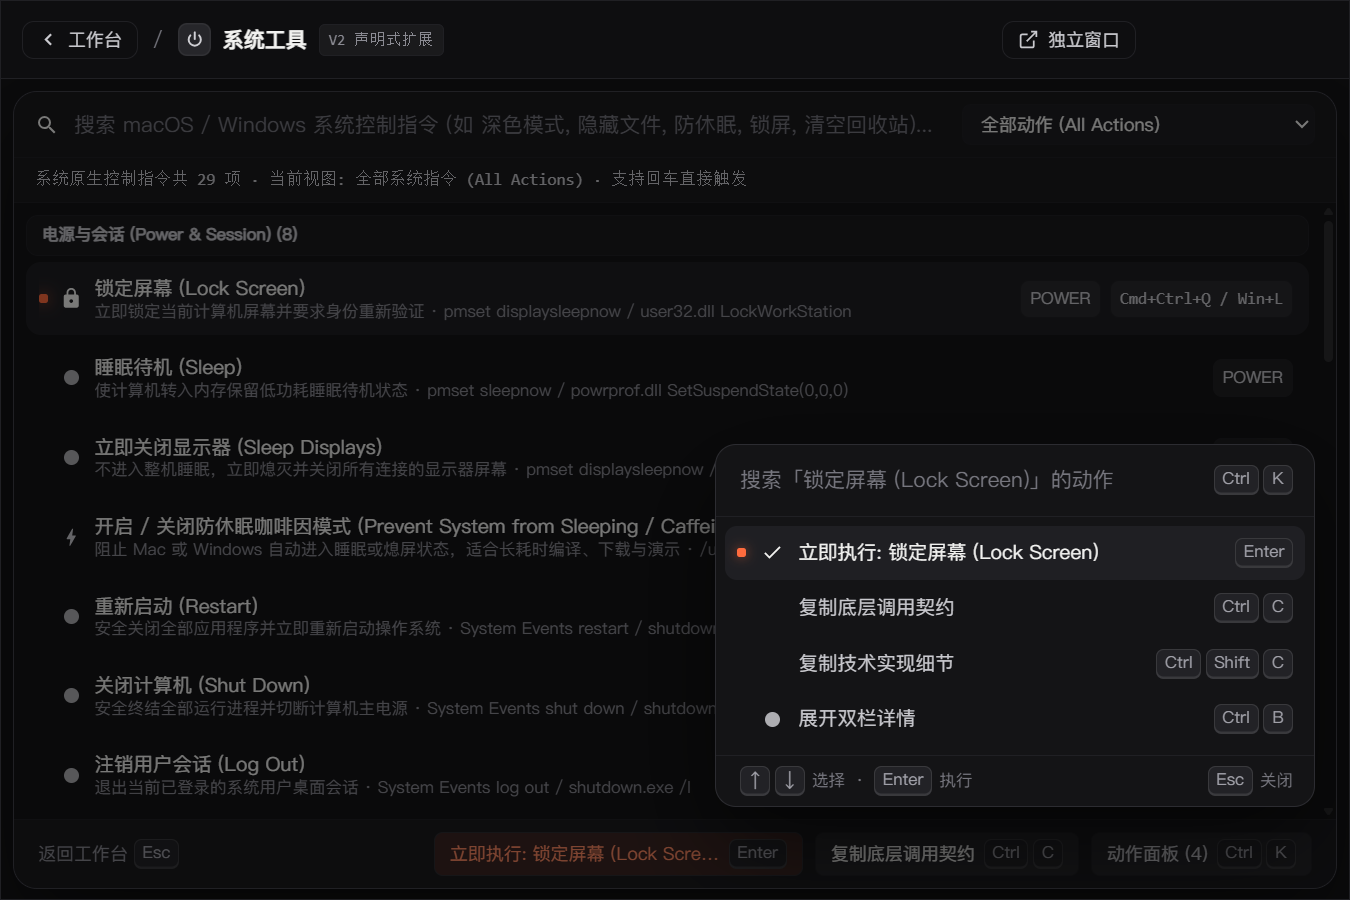 工作台 / 系统工具 V2 声明式扩展 独立窗口
搜索 macOS / Windows 系统控制指令 (如 深色模式, 隐藏文件, 防休眠, 锁屏, 清空回收站)... 全部动作 (All Actions)
系统原生控制指令共 29 项 · 当前视图: 全部系统指令 (All Actions) · 支持回车直接触发
电源与会话 (Power & Session) (8)
锁定屏幕 (Lock Screen)
立即锁定当前计算机屏幕并要求身份重新验证 · pmset displaysleepnow / user32.dll LockWorkStation
POWER Cmd+Ctrl+Q / Win+L
睡眠待机 (Sleep)
使计算机转入内存保留低功耗睡眠待机状态 · pmset sleepnow / powrprof.dll SetSuspendState(0,0,0)
POWER
立即关闭显示器 (Sleep Displays)
不进入整机睡眠，立即熄灭并关闭所有连接的显示器屏幕 · pmset displaysleepnow /
开启 / 关闭防休眠咖啡因模式 (Prevent System from Sleeping / Caffei
阻止 Mac 或 Windows 自动进入睡眠或熄屏状态，适合长耗时编译、下载与演示 · /u
重新启动 (Restart)
安全关闭全部应用程序并立即重新启动操作系统 · System Events restart / shutdown
关闭计算机 (Shut Down)
安全终结全部运行进程并切断计算机主电源 · System Events shut down / shutdown
注销用户会话 (Log Out)
退出当前已登录的系统用户桌面会话 · System Events log out / shutdown.exe /l
搜索「锁定屏幕 (Lock Screen)」的动作 Ctrl K
立即执行: 锁定屏幕 (Lock Screen) Enter
复制底层调用契约 Ctrl C
复制技术实现细节 Ctrl Shift C
展开双栏详情 Ctrl B
↑ ↓ 选择 · Enter 执行 Esc 关闭
返回工作台 Esc 立即执行: 锁定屏幕 (Lock Scre... Enter 复制底层调用契约 Ctrl C 动作面板 (4) Ctrl K